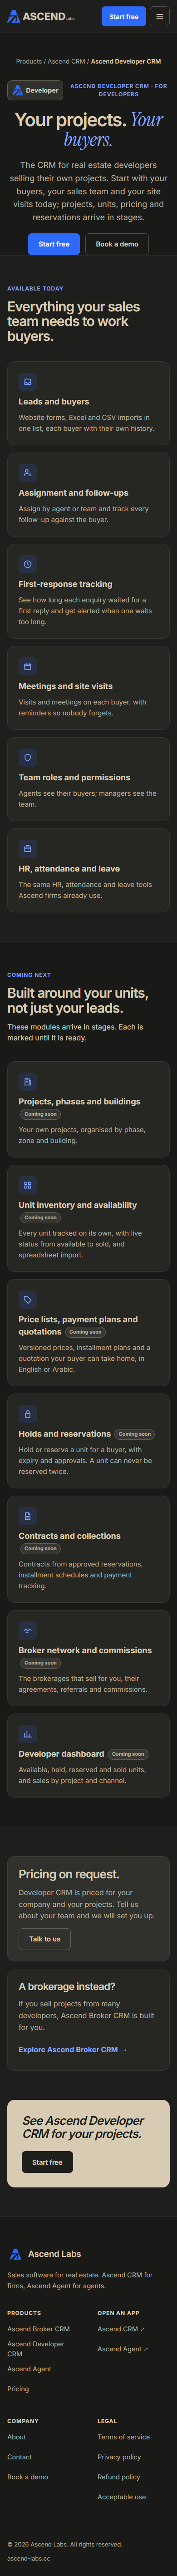 ASCENDLabs
Start free
Products / Ascend CRM / Ascend Developer CRM
Developer
ASCEND DEVELOPER CRM · FOR
DEVELOPERS
Your projects. Your
buyers.
The CRM for real estate developers
selling their own projects. Start with your
buyers, your sales team and your site
visits today; projects, units, pricing and
reservations arrive in stages.
Start free
Book a demo
AVAILABLE TODAY
Everything your sales
team needs to work
buyers.
Leads and buyers
Website forms, Excel and CSV imports in
one list, each buyer with their own history.
Assignment and follow-ups
Assign by agent or team and track every
follow-up against the buyer.
First-response tracking
See how long each enquiry waited for a
first reply and get alerted when one waits
too long.
Meetings and site visits
Visits and meetings on each buyer, with
reminders so nobody forgets.
Team roles and permissions
Agents see their buyers; managers see the
team.
HR, attendance and leave
The same HR, attendance and leave tools
Ascend firms already use.
COMING NEXT
Built around your units,
not just your leads.
These modules arrive in stages. Each is
marked until it is ready.
Projects, phases and buildings
Coming soon
Your own projects, organised by phase,
zone and building.
Unit inventory and availability
Coming soon
Every unit tracked on its own, with live
status from available to sold, and
spreadsheet import.
Price lists, payment plans and
quotations Coming soon
Versioned prices, installment plans and a
quotation your buyer can take home, in
English or Arabic.
Holds and reservations Coming soon
Hold or reserve a unit for a buyer, with
expiry and approvals. A unit can never be
reserved twice.
Contracts and collections
Coming soon
Contracts from approved reservations,
installment schedules and payment
tracking.
Broker network and commissions
Coming soon
The brokerages that sell for you, their
agreements, referrals and commissions.
Developer dashboard Coming soon
Available, held, reserved and sold units,
and sales by project and channel.
Pricing on request.
Developer CRM is priced for your
company and your projects. Tell us
about your team and we will set you up.
Talk to us
A brokerage instead?
If you sell projects from many
developers, Ascend Broker CRM is built
for you.
Explore Ascend Broker CRM →
See Ascend Developer
CRM for your projects.
Start free
Ascend Labs
Sales software for real estate. Ascend CRM for
firms, Ascend Agent for agents.
PRODUCTS
Ascend Broker CRM
Ascend Developer
CRM
Ascend Agent
Pricing
OPEN AN APP
Ascend CRM ↗
Ascend Agent ↗
COMPANY
About
Contact
Book a demo
LEGAL
Terms of service
Privacy policy
Refund policy
Acceptable use
© 2026 Ascend Labs. All rights reserved.
ascend-labs.cc